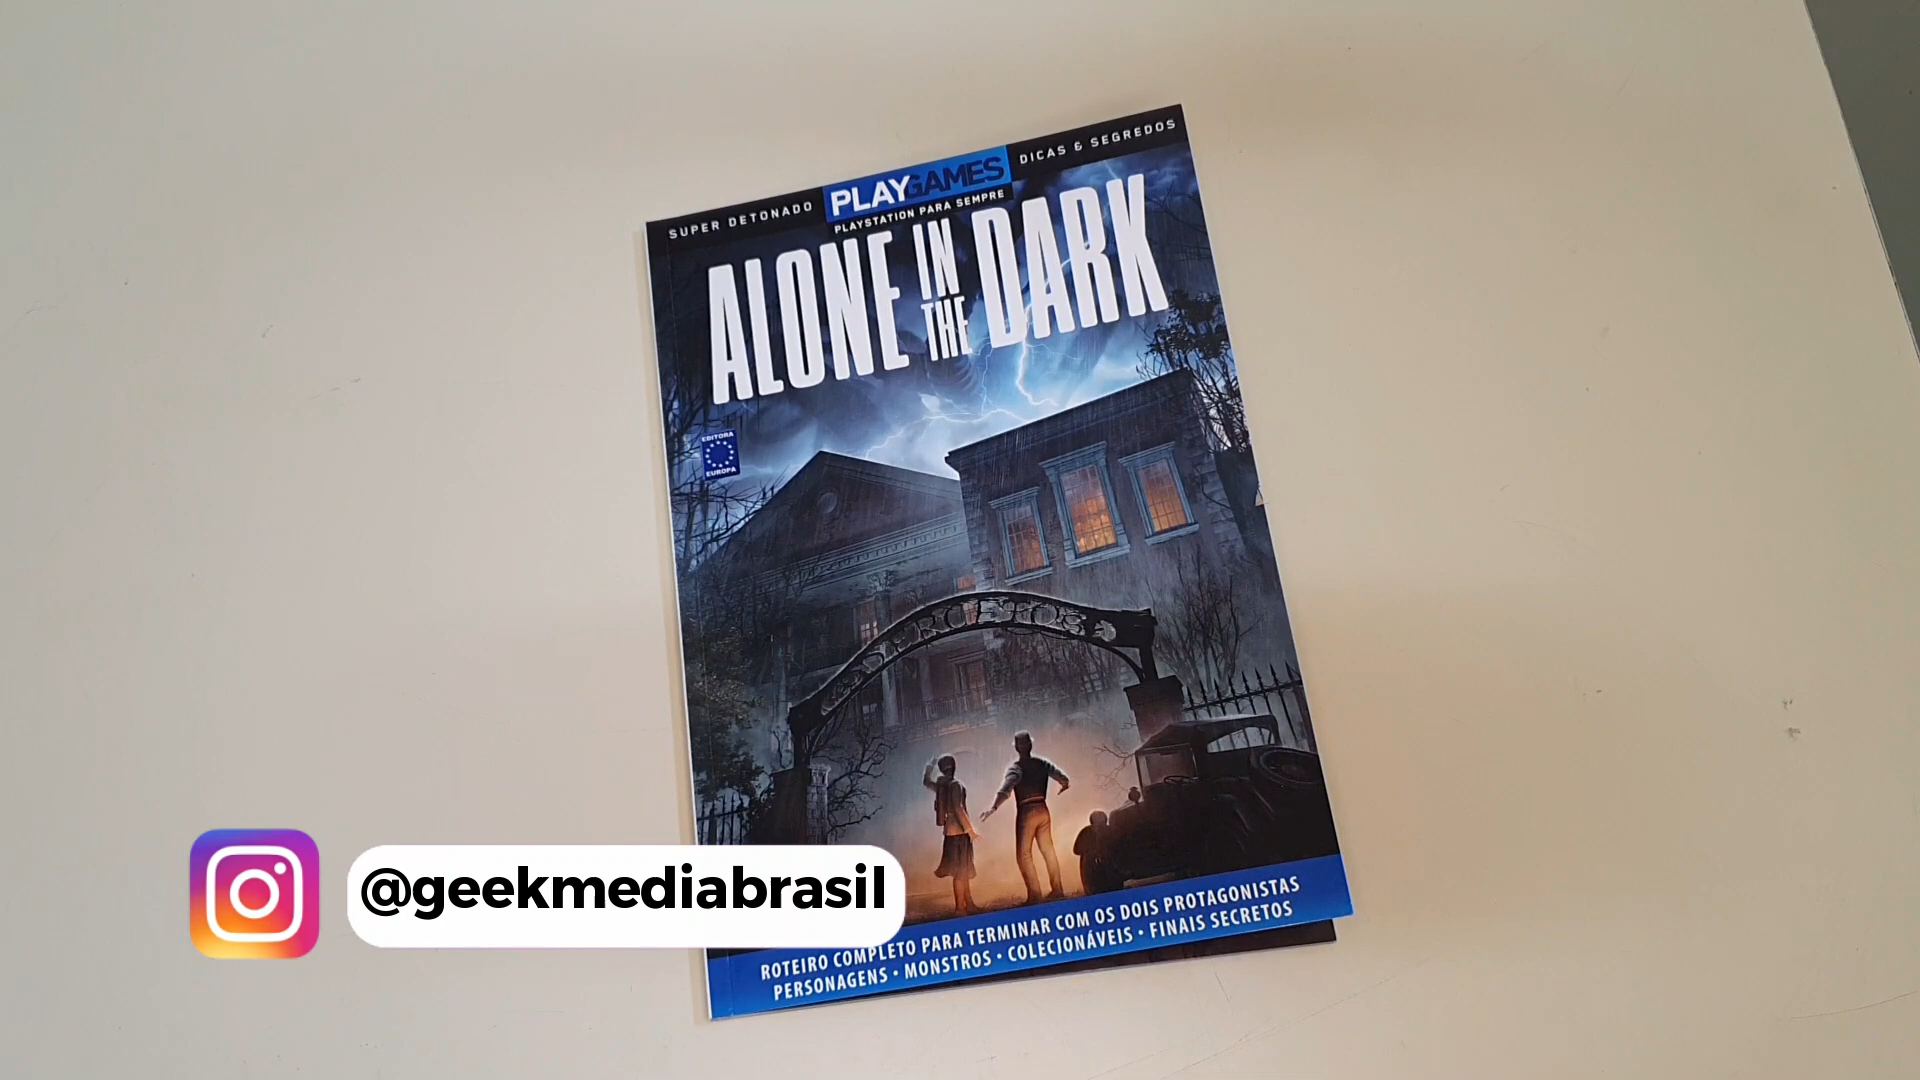 SUPER DETONADO
PLAYGAMES
PLAYSTATION PARA SEMPRE
DICAS & SEGREDOS
ALONE IN THE DARK
EDITORA
EUROPA
DERCETO
@geekmediabrasil
ROTEIRO COMPLETO PARA TERMINAR COM OS DOIS PROTAGONISTAS
PERSONAGENS • MONSTROS • COLECIONÁVEIS • FINAIS SECRETOS